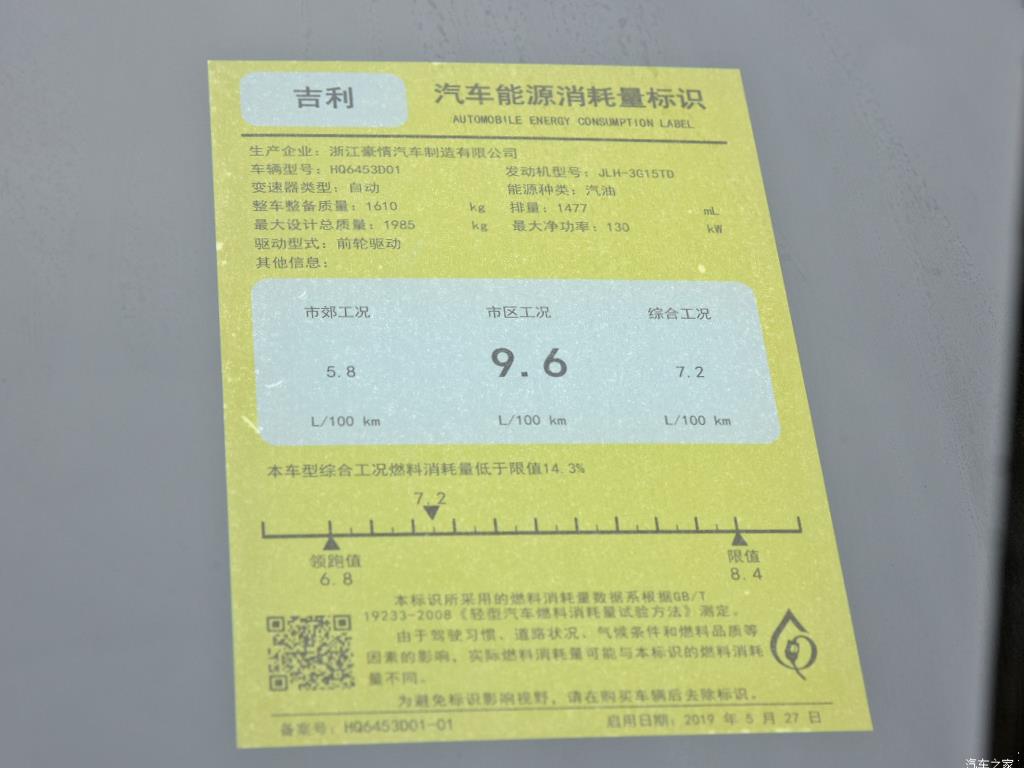 吉利
汽车能源消耗量标识
AUTOMOBILE ENERGY CONSUMPTION LABEL
生产企业：浙江豪情汽车制造有限公司
车辆型号：HQ6453D01 发动机型号：JLH-3G15TD
变速器类型：自动 能源种类：汽油
整车整备质量：1610 kg 排量：1477 mL
最大设计总质量：1985 kg 最大净功率：130 kW
驱动型式：前轮驱动
其他信息：
市郊工况 市区工况 综合工况
5.8 9.6 7.2
L/100 km L/100 km L/100 km
本车型综合工况燃料消耗量低于限值14.3%
7.2
领跑值 限值
6.8 8.4
本标识所采用的燃料消耗量数据系根据GB/T
19233-2008《轻型汽车燃料消耗量试验方法》测定。
由于驾驶习惯、道路状况、气候条件和燃料品质等
因素的影响，实际燃料消耗量可能与本标识的燃料消耗
量不同。
为避免标识影响视野，请在购买车辆后去除标识。
备案号：HQ6453D01-01 启用日期：2019 年 5 月 27 日
汽车之家